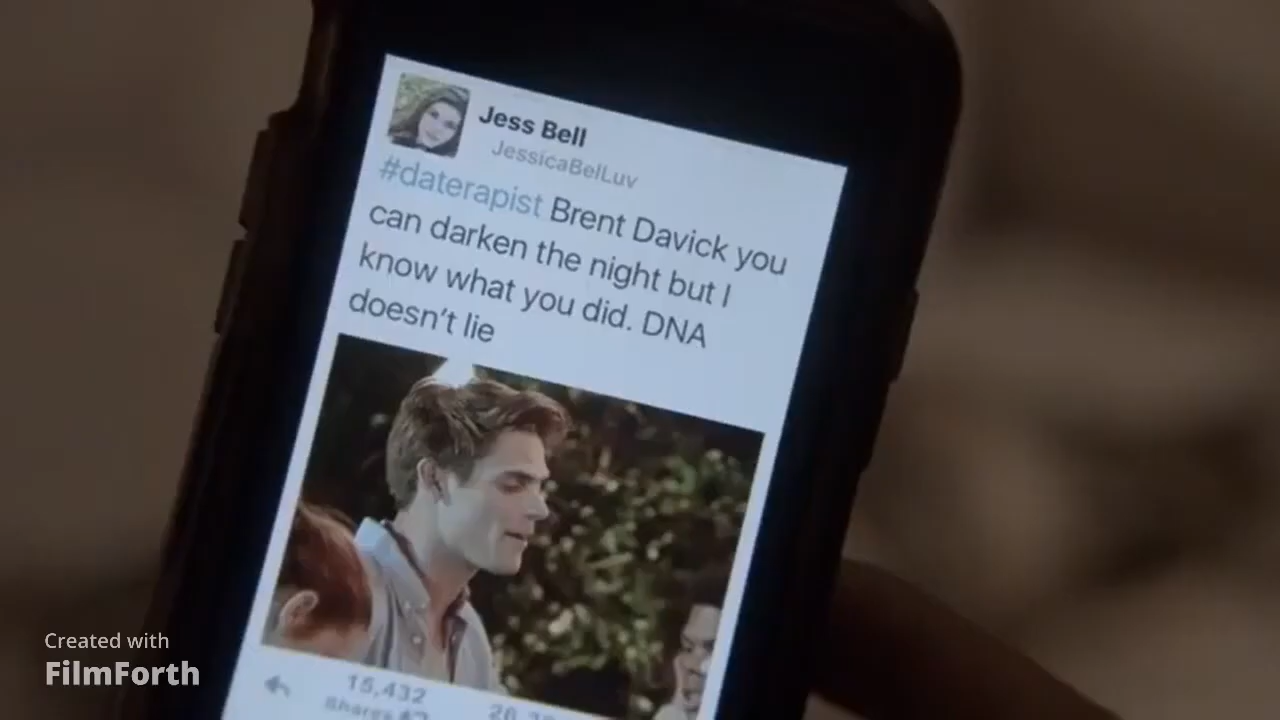 Jess Bell
JessicaBelLuv
#daterapist Brent Davick you
can darken the night but I
know what you did. DNA
doesn't lie
15,432
Shares
Created with
FilmForth